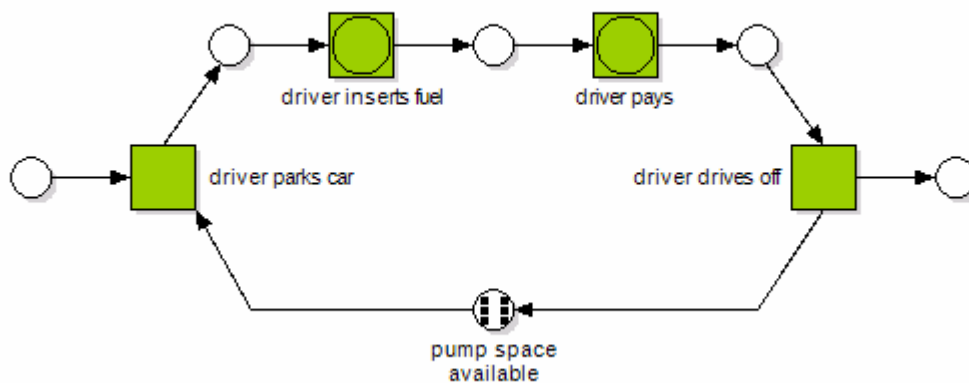 driver inserts fuel
driver pays
driver parks car
driver drives off
pump space
available